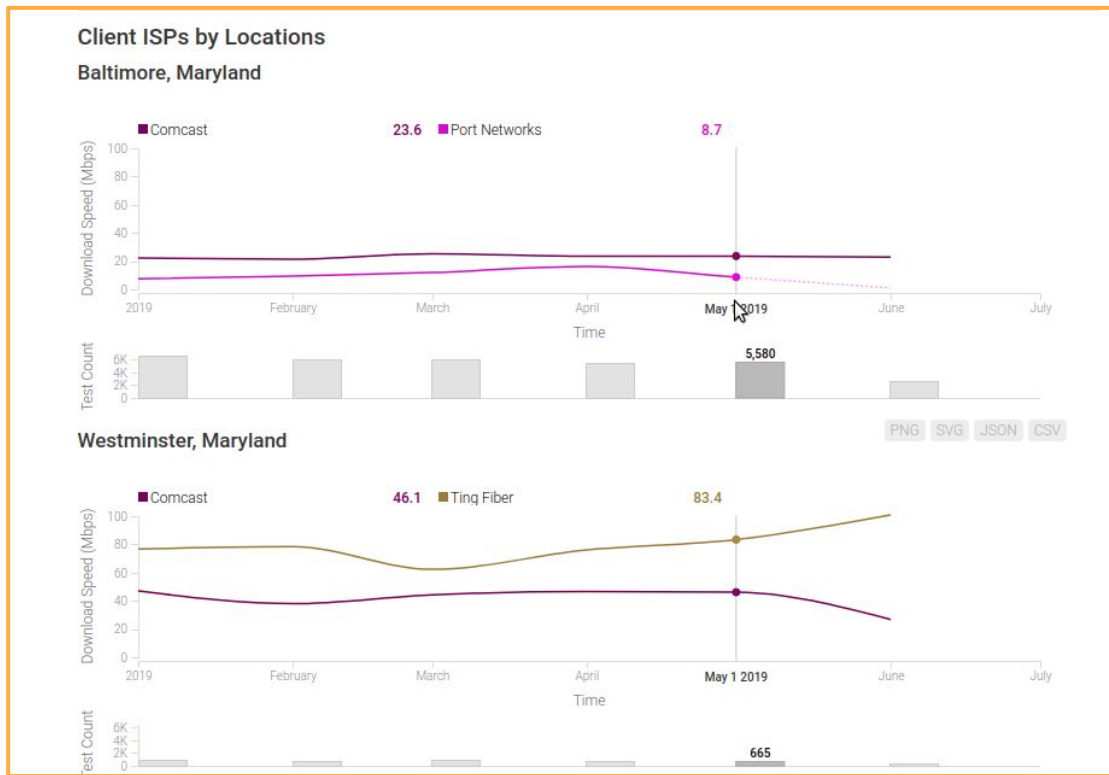 Client ISPs by Locations
Baltimore, Maryland
Comcast 23.6 Port Networks 8.7
Download Speed (Mbps)
100
80
60
40
20
0
2019 February March April May 1 2019 June July
Time
Test Count
6K
4K
2K
0
5,580
PNG SVG JSON CSV
Westminster, Maryland
Comcast 46.1 Ting Fiber 83.4
Download Speed (Mbps)
100
80
60
40
20
0
2019 February March April May 1 2019 June July
Time
Test Count
6K
4K
2K
0
665